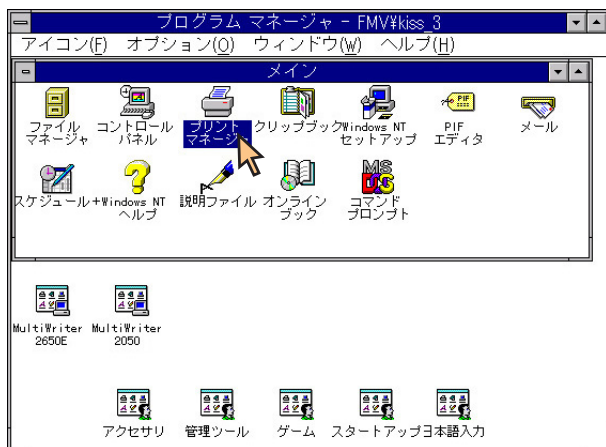 プログラム マネージャ - FMV¥kiss_3
アイコン(F) オプション(O) ウィンドウ(W) ヘルプ(H)
メイン
ファイル マネージャ
コントロール パネル
プリント マネージャ
クリップブック
Windows NT セットアップ
PIF エディタ
メール
スケジュール+
Windows NT ヘルプ
説明ファイル
オンライン ブック
MS DOS
コマンド プロンプト
MultiWriter 2650E
MultiWriter 2050
アクセサリ
管理ツール
ゲーム
スタートアップ
日本語入力